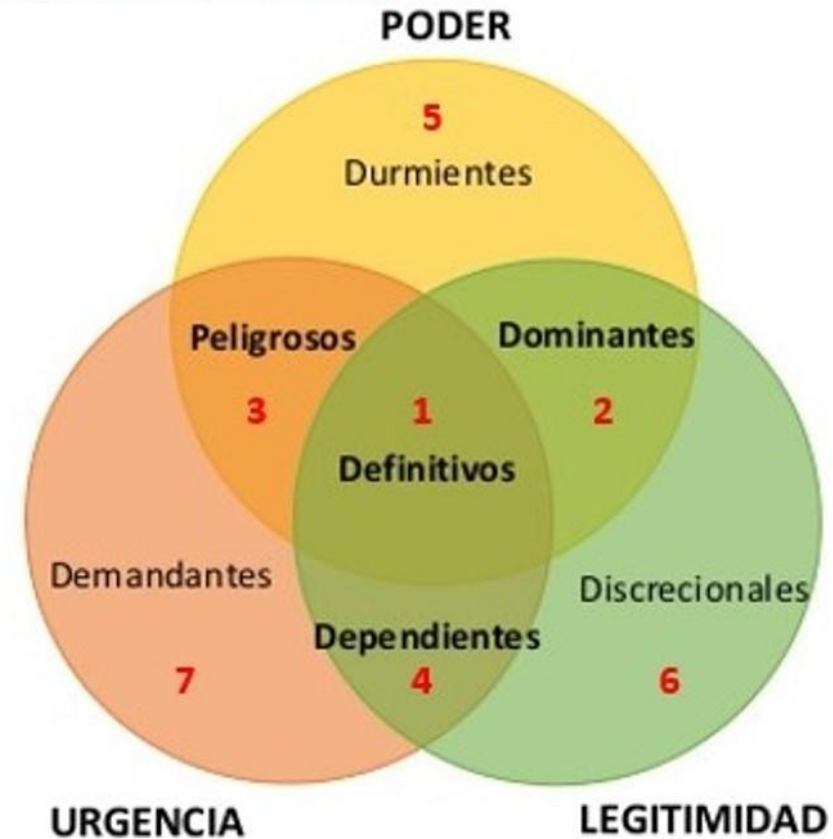 PODER
5
Durmientes
Peligrosos
Dominantes
3
1
2
Definitivos
Demandantes
Discrecionales
Dependientes
7
4
6
URGENCIA
LEGITIMIDAD